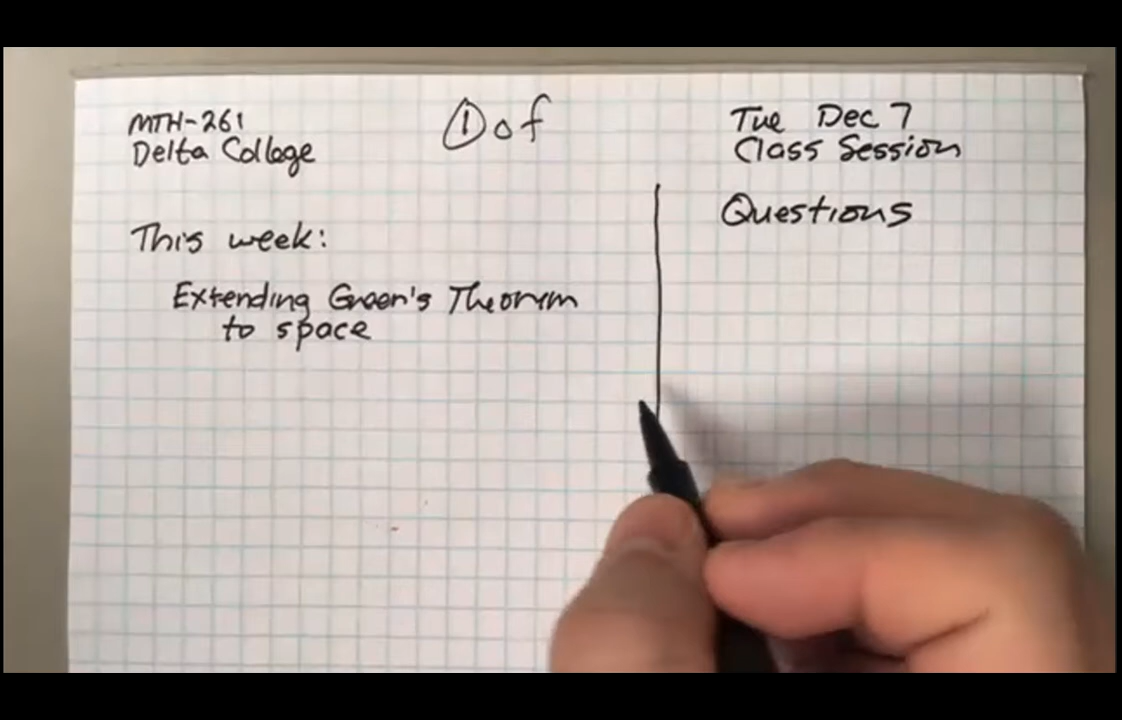 MTH-261
Delta College
① of
Tue Dec 7
Class Session
This week:
Extending Green's Theorem
to space
Questions